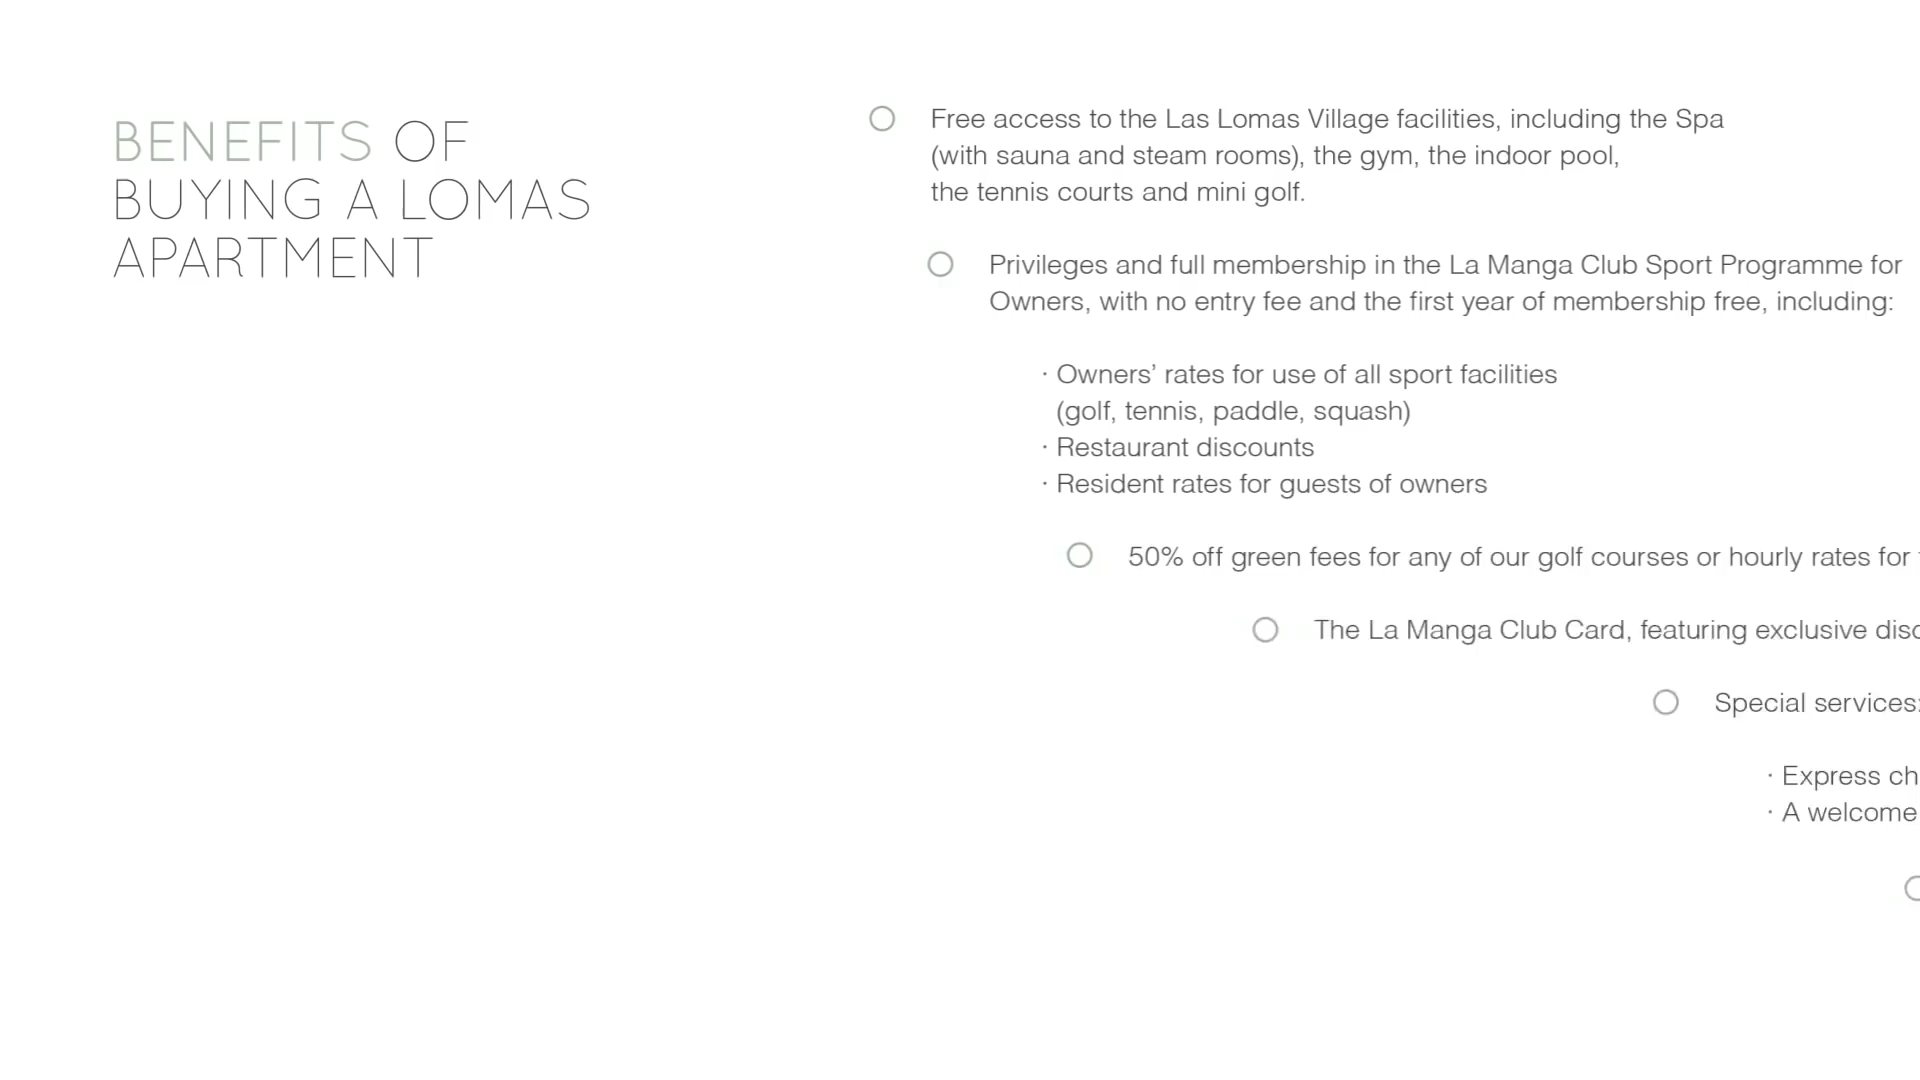 BENEFITS OF
BUYING A LOMAS
APARTMENT
Free access to the Las Lomas Village facilities, including the Spa
(with sauna and steam rooms), the gym, the indoor pool,
the tennis courts and mini golf.
Privileges and full membership in the La Manga Club Sport Programme for
Owners, with no entry fee and the first year of membership free, including:
· Owners’ rates for use of all sport facilities
(golf, tennis, paddle, squash)
· Restaurant discounts
· Resident rates for guests of owners
50% off green fees for any of our golf courses or hourly rates for
The La Manga Club Card, featuring exclusive
Special services:
· Express
· A welcome